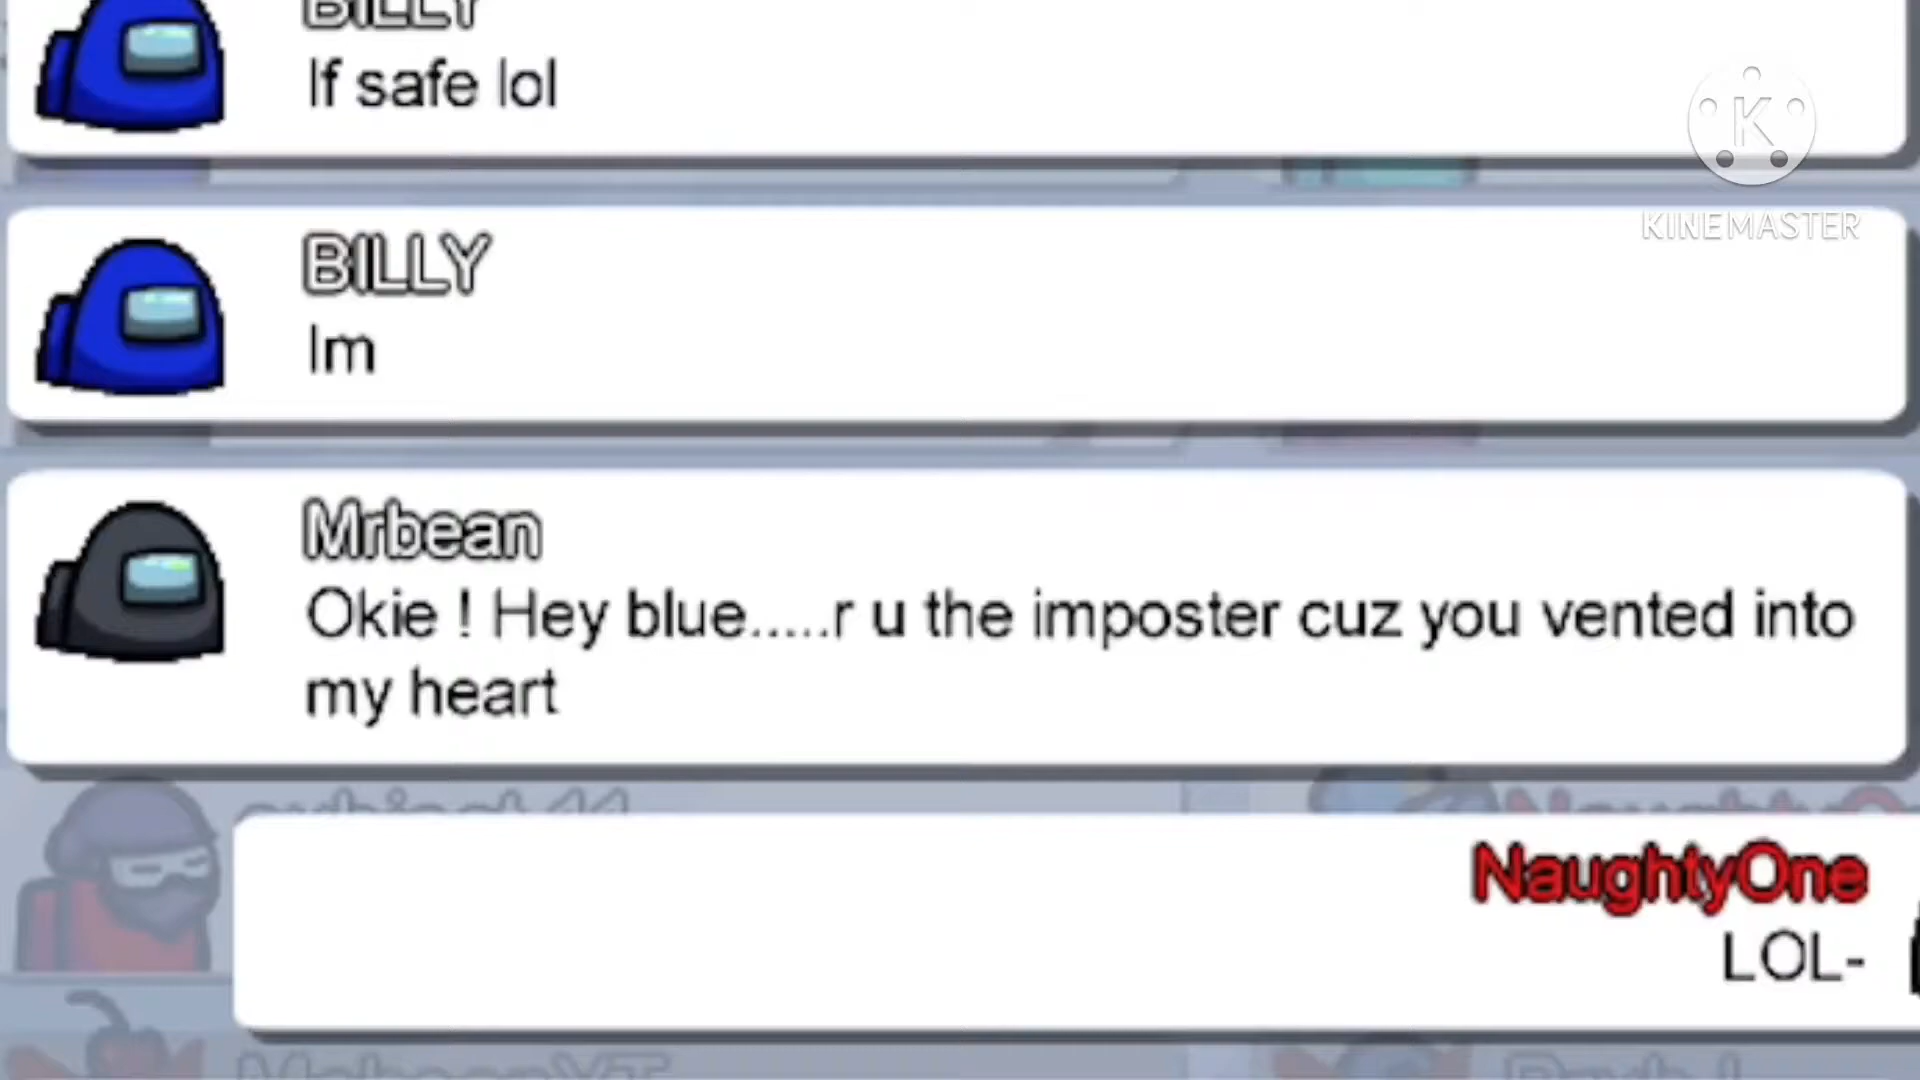 BILLY
If safe lol
K
KINEMASTER
BILLY
Im
Mrbean
Okie ! Hey blue.....r u the imposter cuz you vented into
my heart
NaughtyOne
LOL-